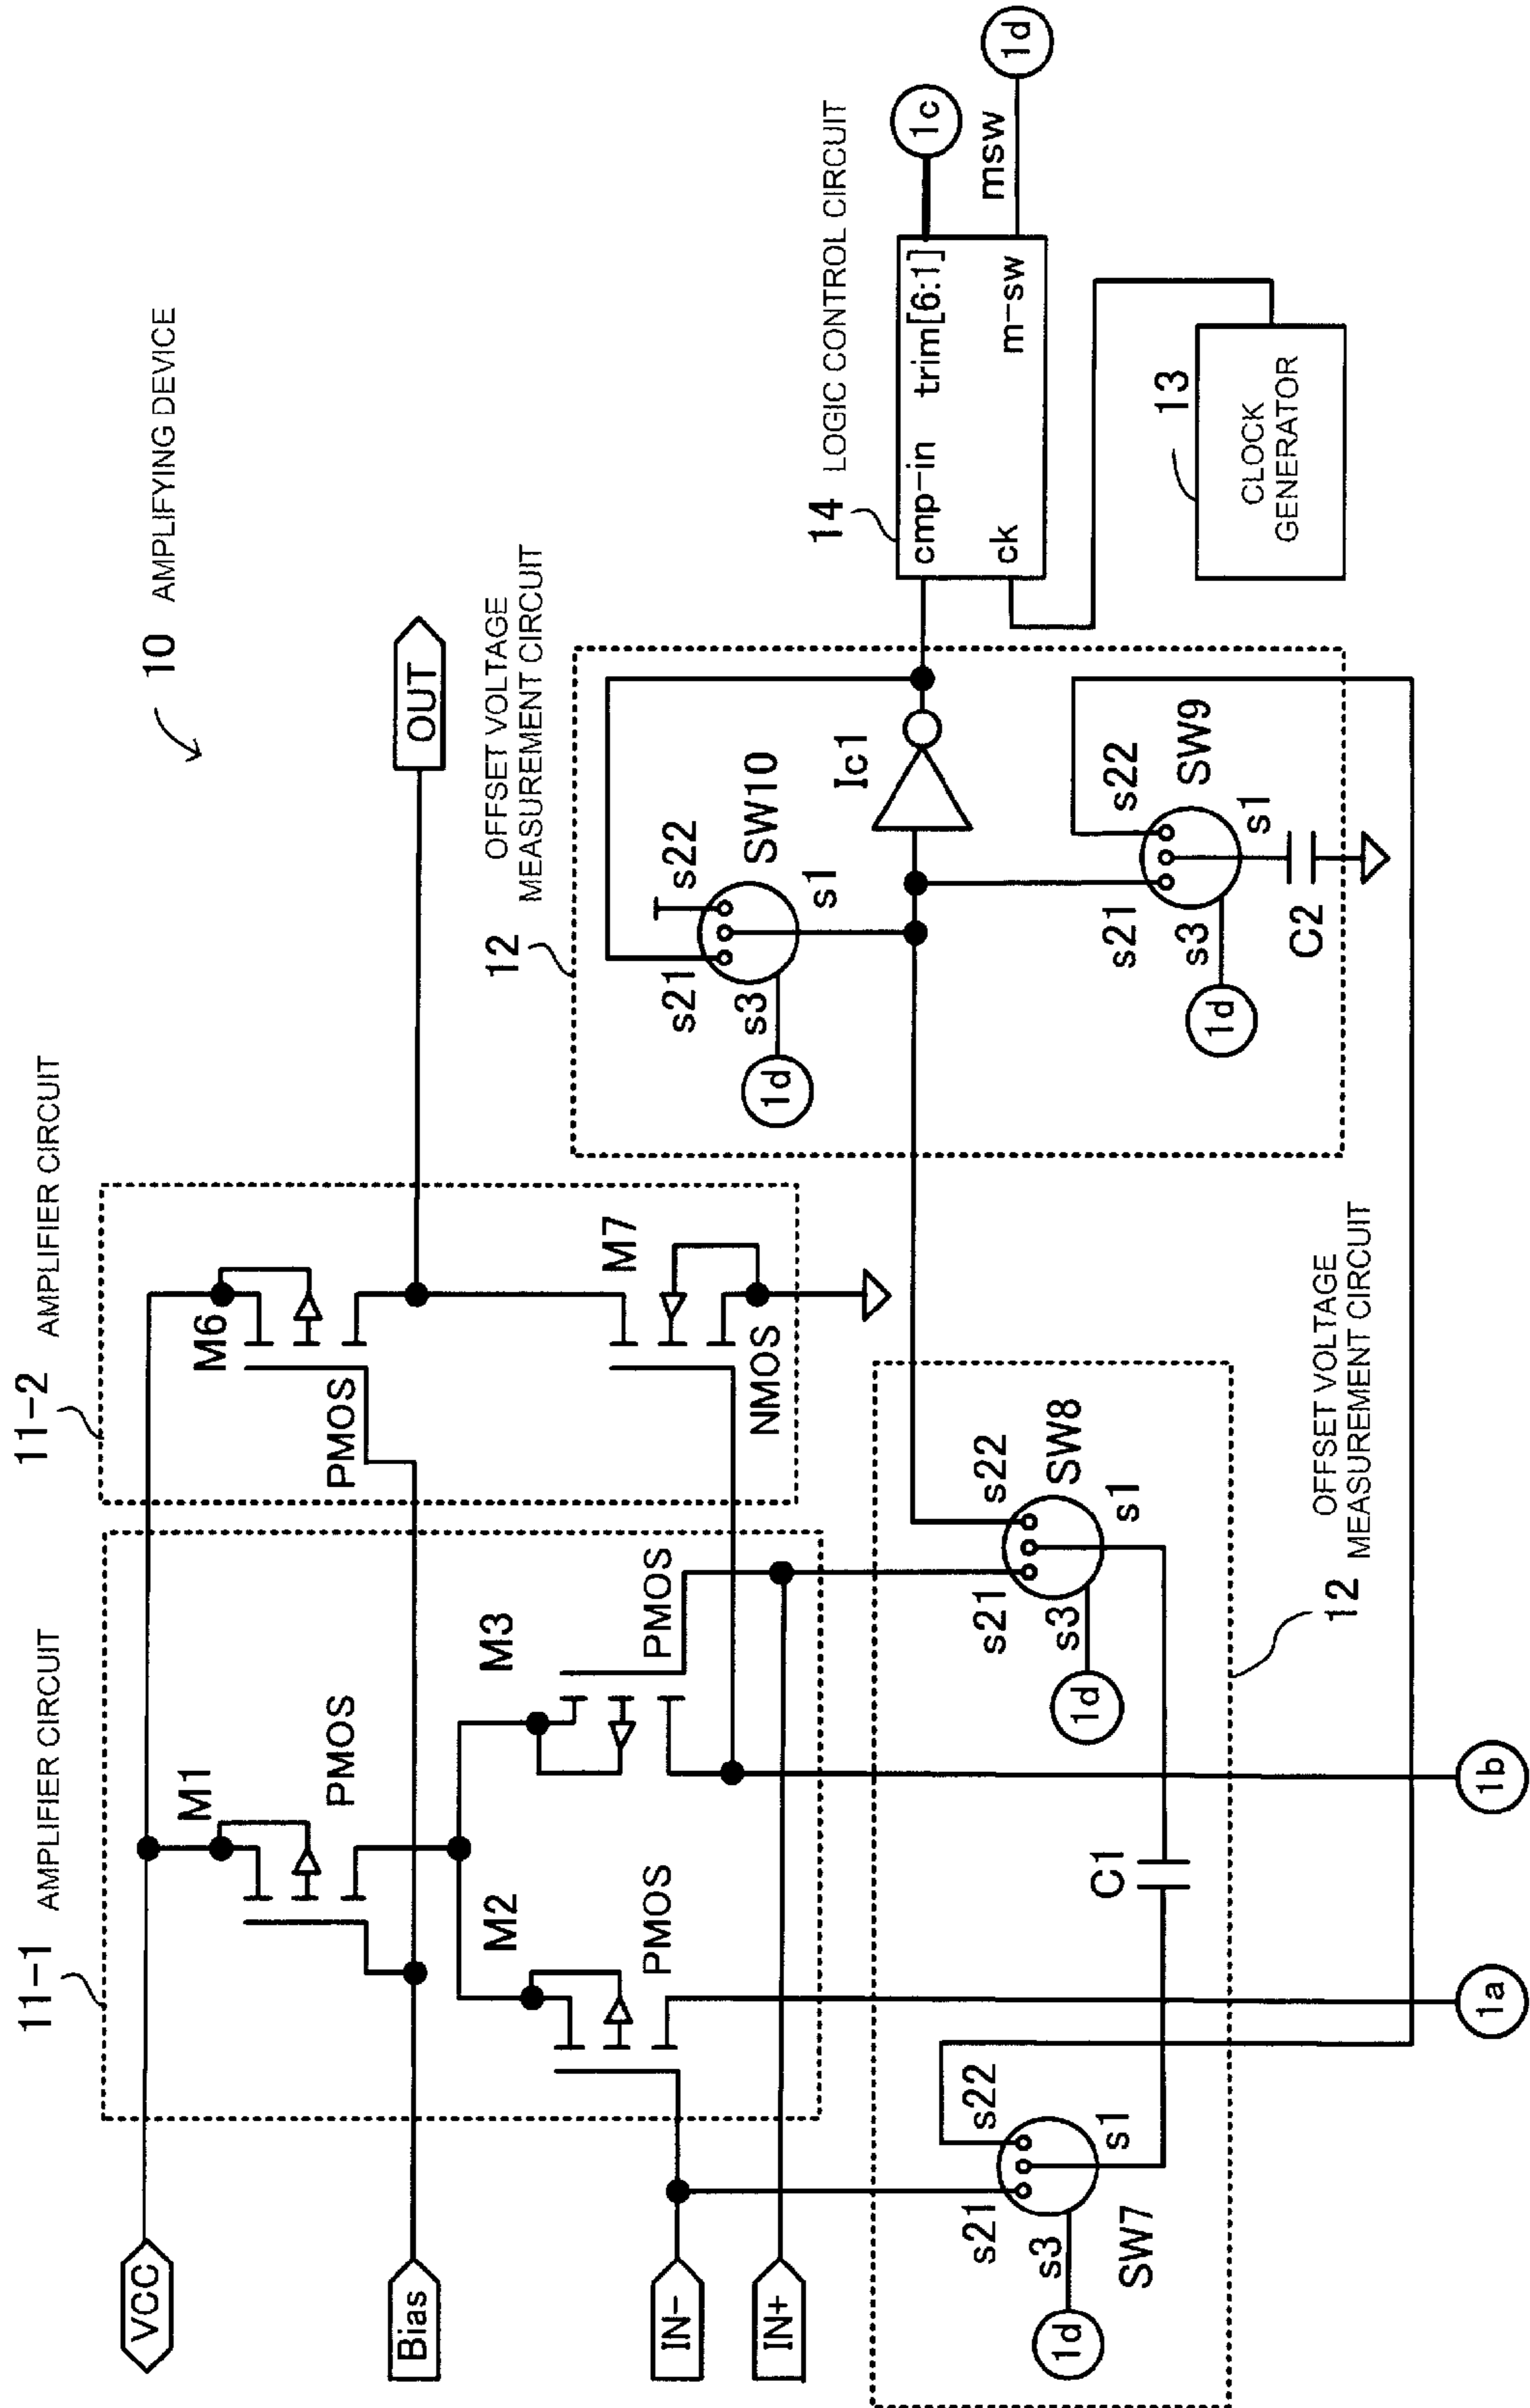 10 AMPLIFYING DEVICE
11-1 AMPLIFIER CIRCUIT
11-2 AMPLIFIER CIRCUIT
VCC
M1
PMOS
M6
PMOS
OUT
Bias
M2
PMOS
M3
PMOS
M7
NMOS
IN-
IN+
12
OFFSET VOLTAGE
MEASUREMENT CIRCUIT
s21
s22
SW10
s3
s1
1d
Ic1
s21
s22
SW9
s3
s1
1d
C2
14 LOGIC CONTROL CIRCUIT
cmp-in
trim[6:1]
ck
m-sw
1c
msw
1d
13
CLOCK
GENERATOR
s21
s22
s3
s1
SW7
1d
C1
s21
s22
SW8
s3
s1
1d
12
OFFSET VOLTAGE
MEASUREMENT CIRCUIT
1a
1b